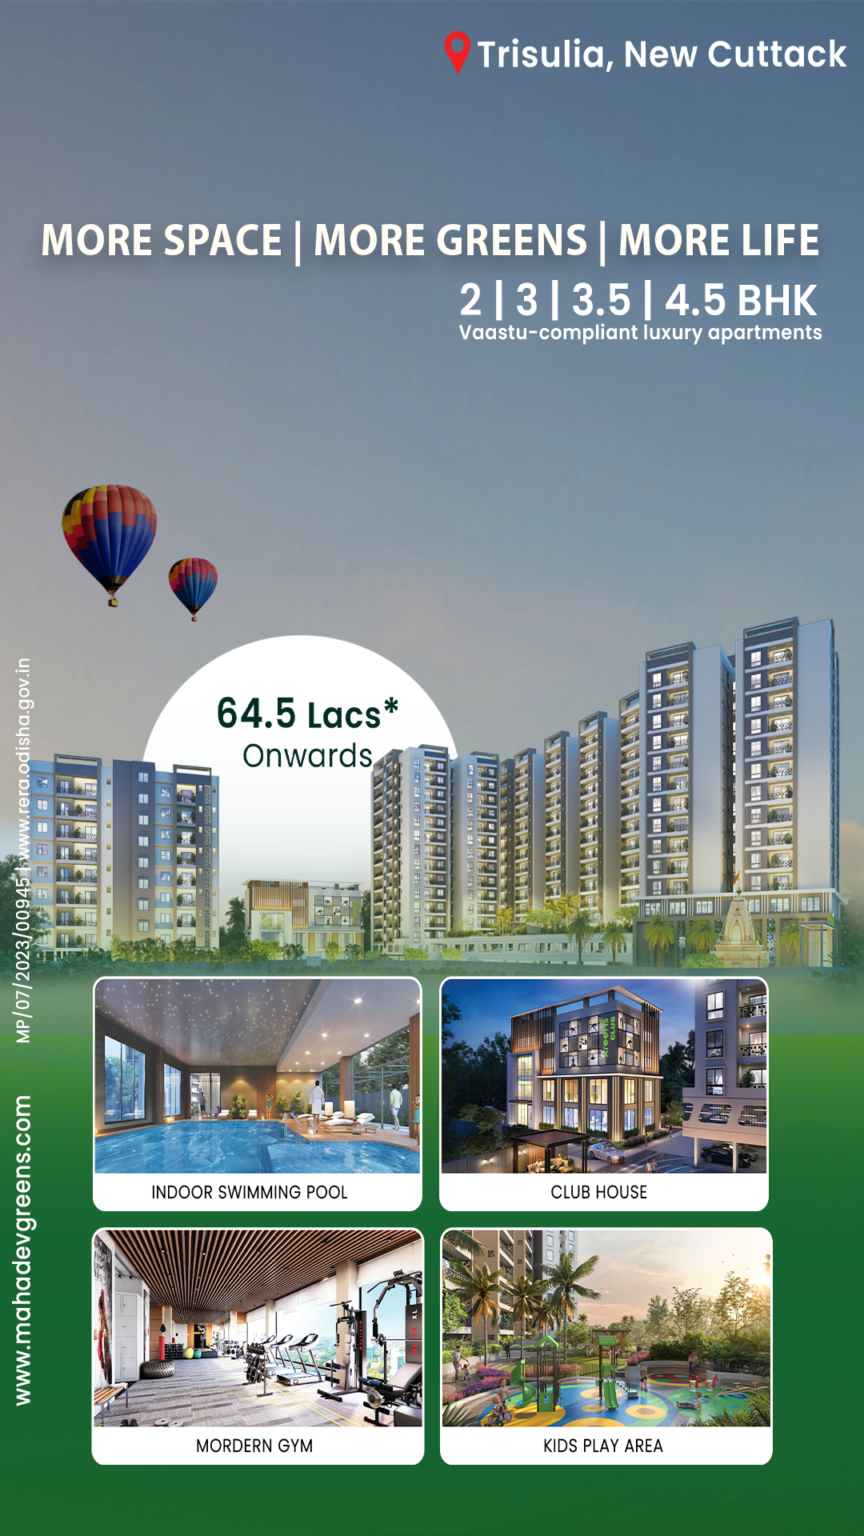 Trisulia, New Cuttack
MORE SPACE | MORE GREENS | MORE LIFE
2 | 3 | 3.5 | 4.5 BHK
Vaastu-compliant luxury apartments
64.5 Lacs*
Onwards
MP/07/2023/00945 | www.rera.odisha.gov.in
www.mahadevgreens.com
CLUB
INDOOR SWIMMING POOL
CLUB HOUSE
XL
MORDERN GYM
KIDS PLAY AREA